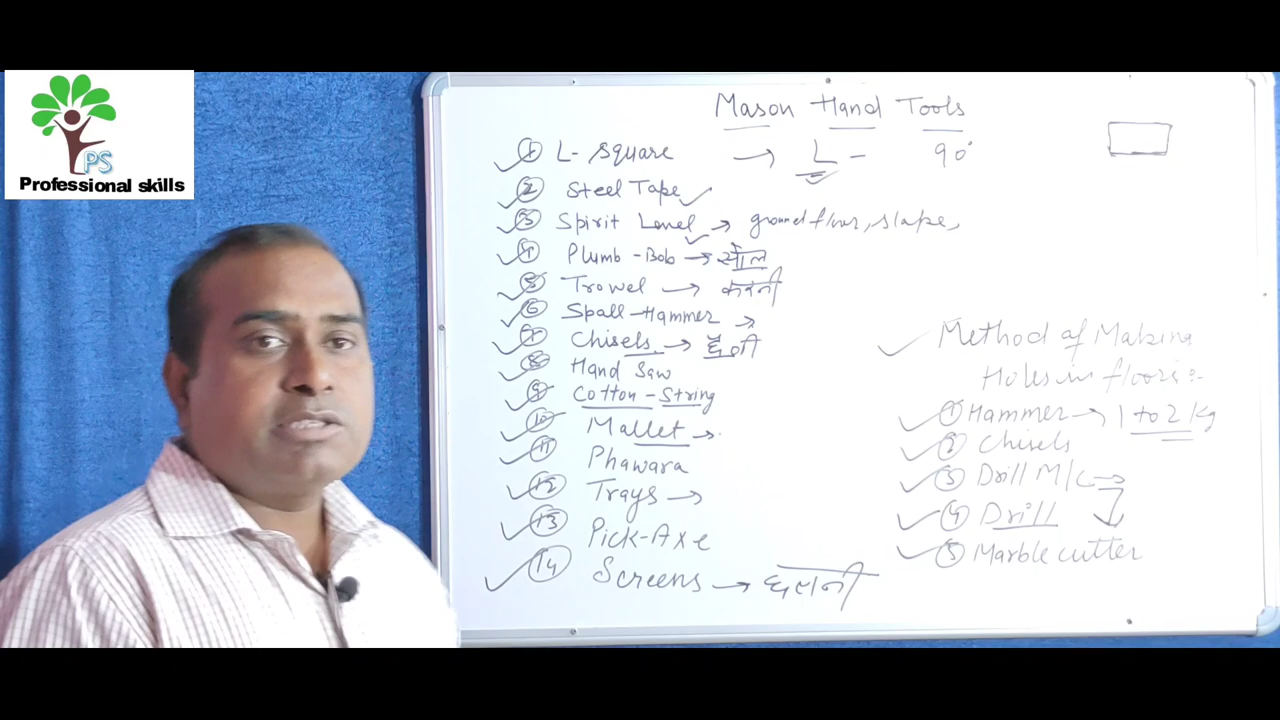 PS
Professional skills
Mason Hand Tools
① L- Square → L - 90°
② Steel Tape
③ Spirit Level → ground floor, slope,
④ Plumb-Bob →
⑤ Trowel → करनी
⑥ Spall-Hammer →
⑦ Chisels. → छैनी
⑧ Hand Saw
⑨ Cotton-String
⑩ Mallet →
⑪ Phawara
⑫ Trays →
⑬ Pick-Axe
⑭ Screens →
Method of Making
Holes in floors:-
① Hammer → 1 to 2 Kg
② Chisels
③ Drill M/C →
④ Drill
⑤ Marble cutter